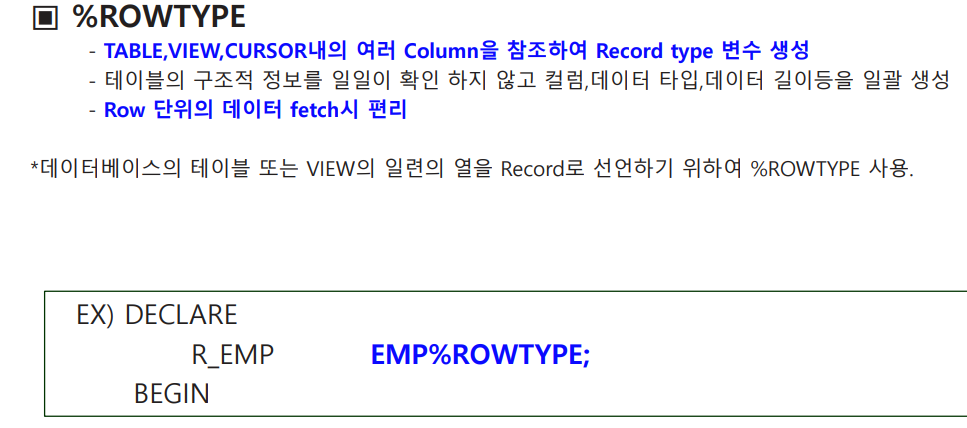 ▣ %ROWTYPE
- TABLE,VIEW,CURSOR내의 여러 Column을 참조하여 Record type 변수 생성
- 테이블의 구조적 정보를 일일이 확인 하지 않고 컬럼,데이터 타입,데이터 길이등을 일괄 생성
- Row 단위의 데이터 fetch시 편리
*데이터베이스의 테이블 또는 VIEW의 일련의 열을 Record로 선언하기 위하여 %ROWTYPE 사용.
EX) DECLARE
R_EMP EMP%ROWTYPE;
BEGIN